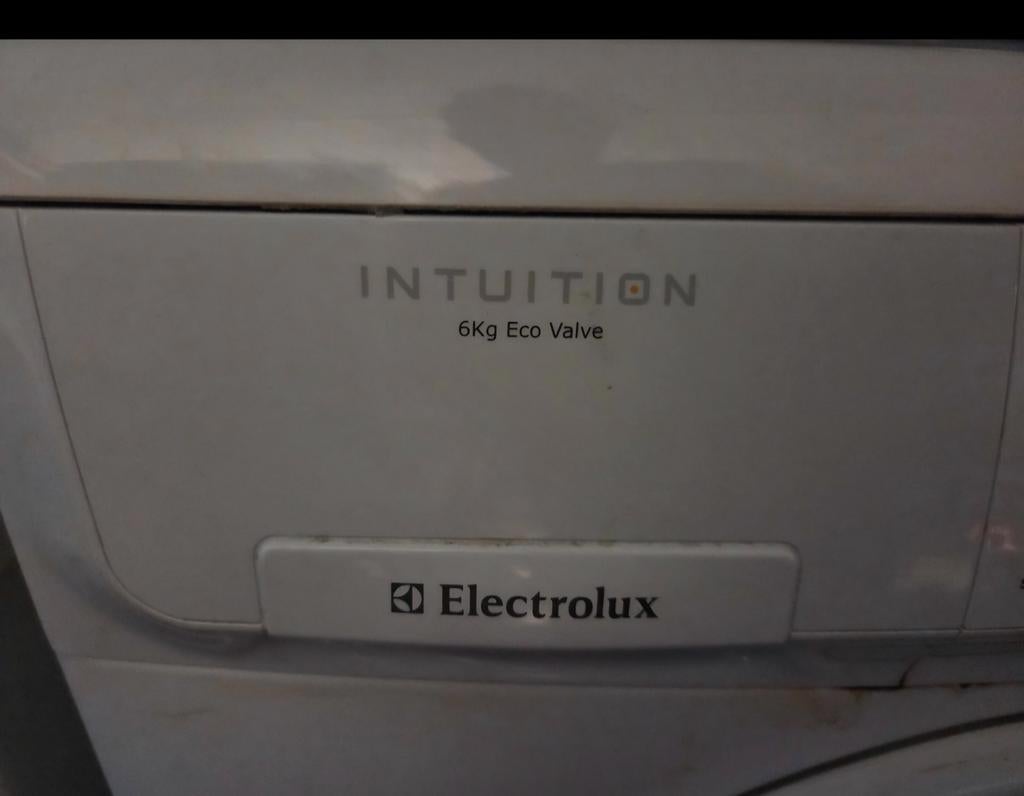 INTUITION
6Kg Eco Valve
Electrolux